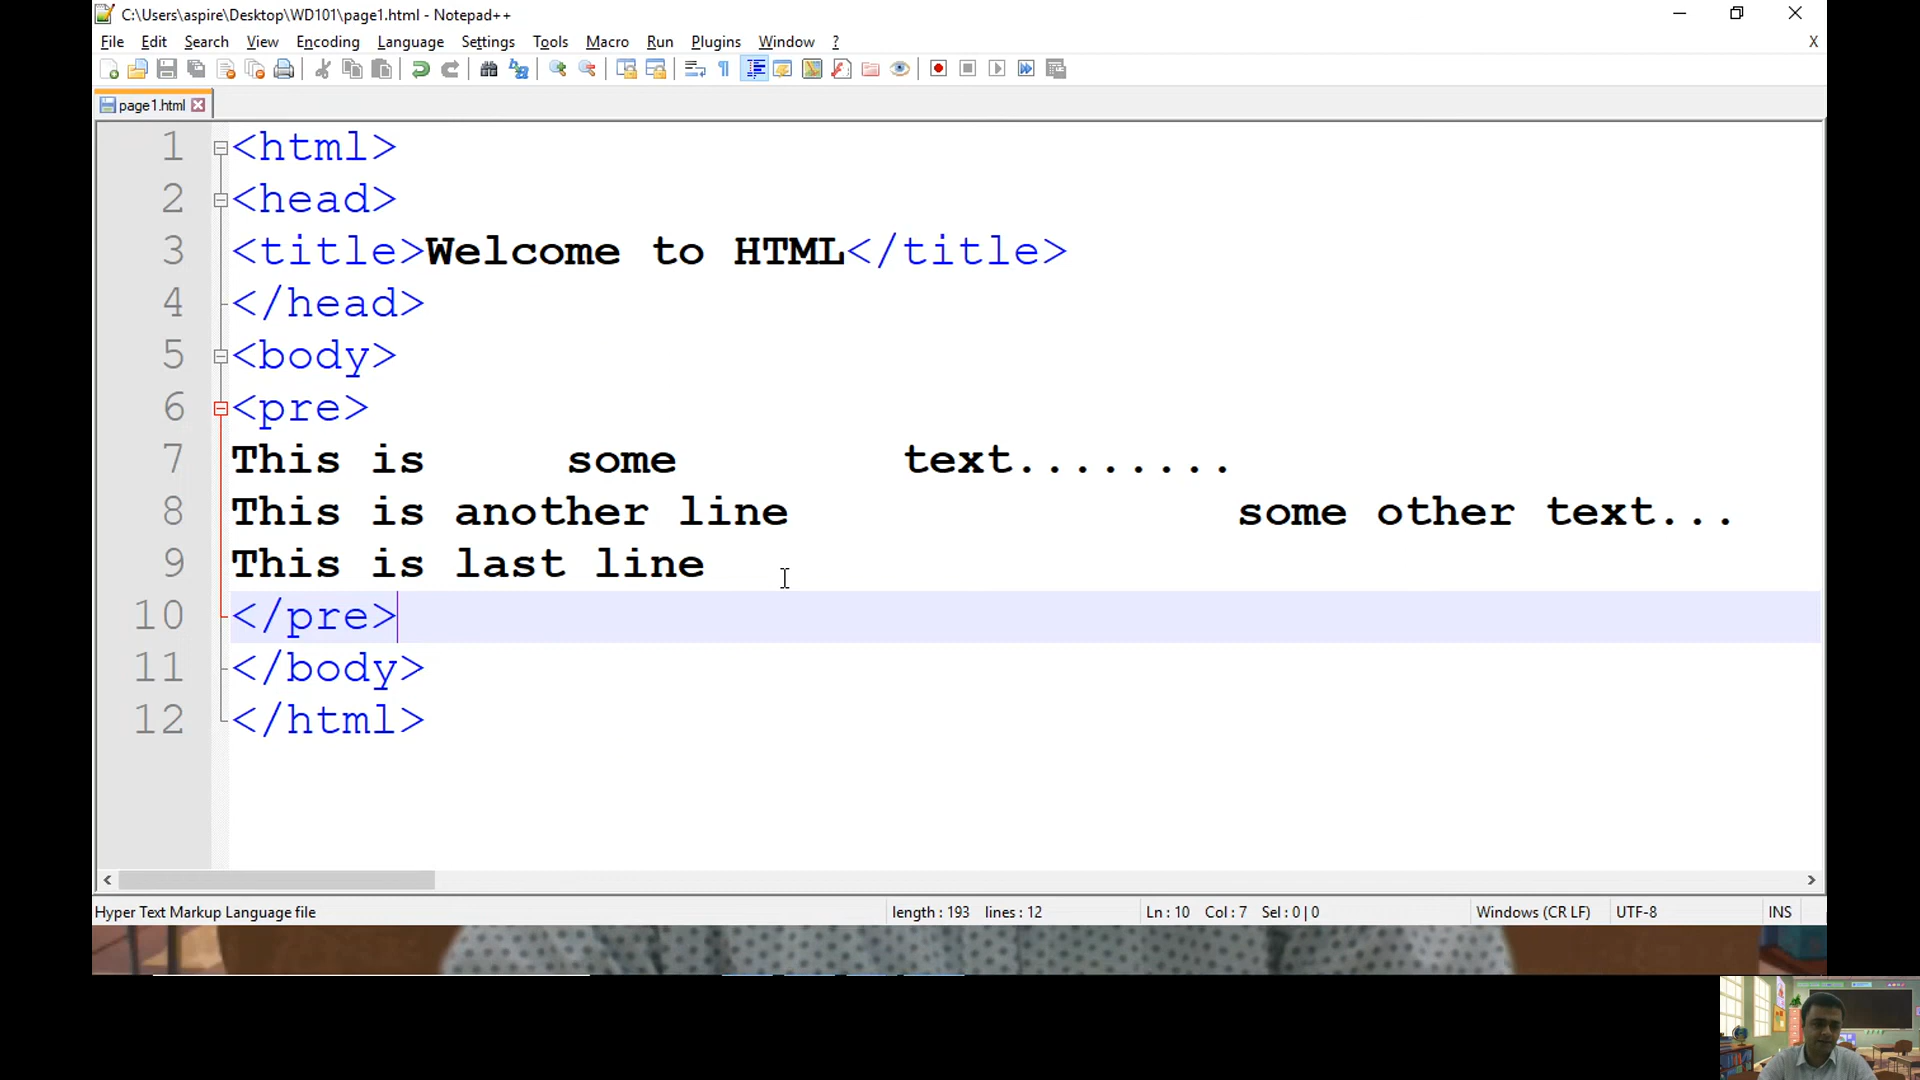 C:\Users\aspire\Desktop\WD101\page1.html - Notepad++
File Edit Search View Encoding Language Settings Tools Macro Run Plugins Window ? X
page1.html
1 <html>
2 <head>
3 <title>Welcome to HTML</title>
4 </head>
5 <body>
6 <pre>
7 This is     some        text........
8 This is another line                some other text...
9 This is last line
10 </pre>
11 </body>
12 </html>
Hyper Text Markup Language file length : 193 lines : 12 Ln : 10 Col : 7 Sel : 0 | 0 Windows (CR LF) UTF-8 INS